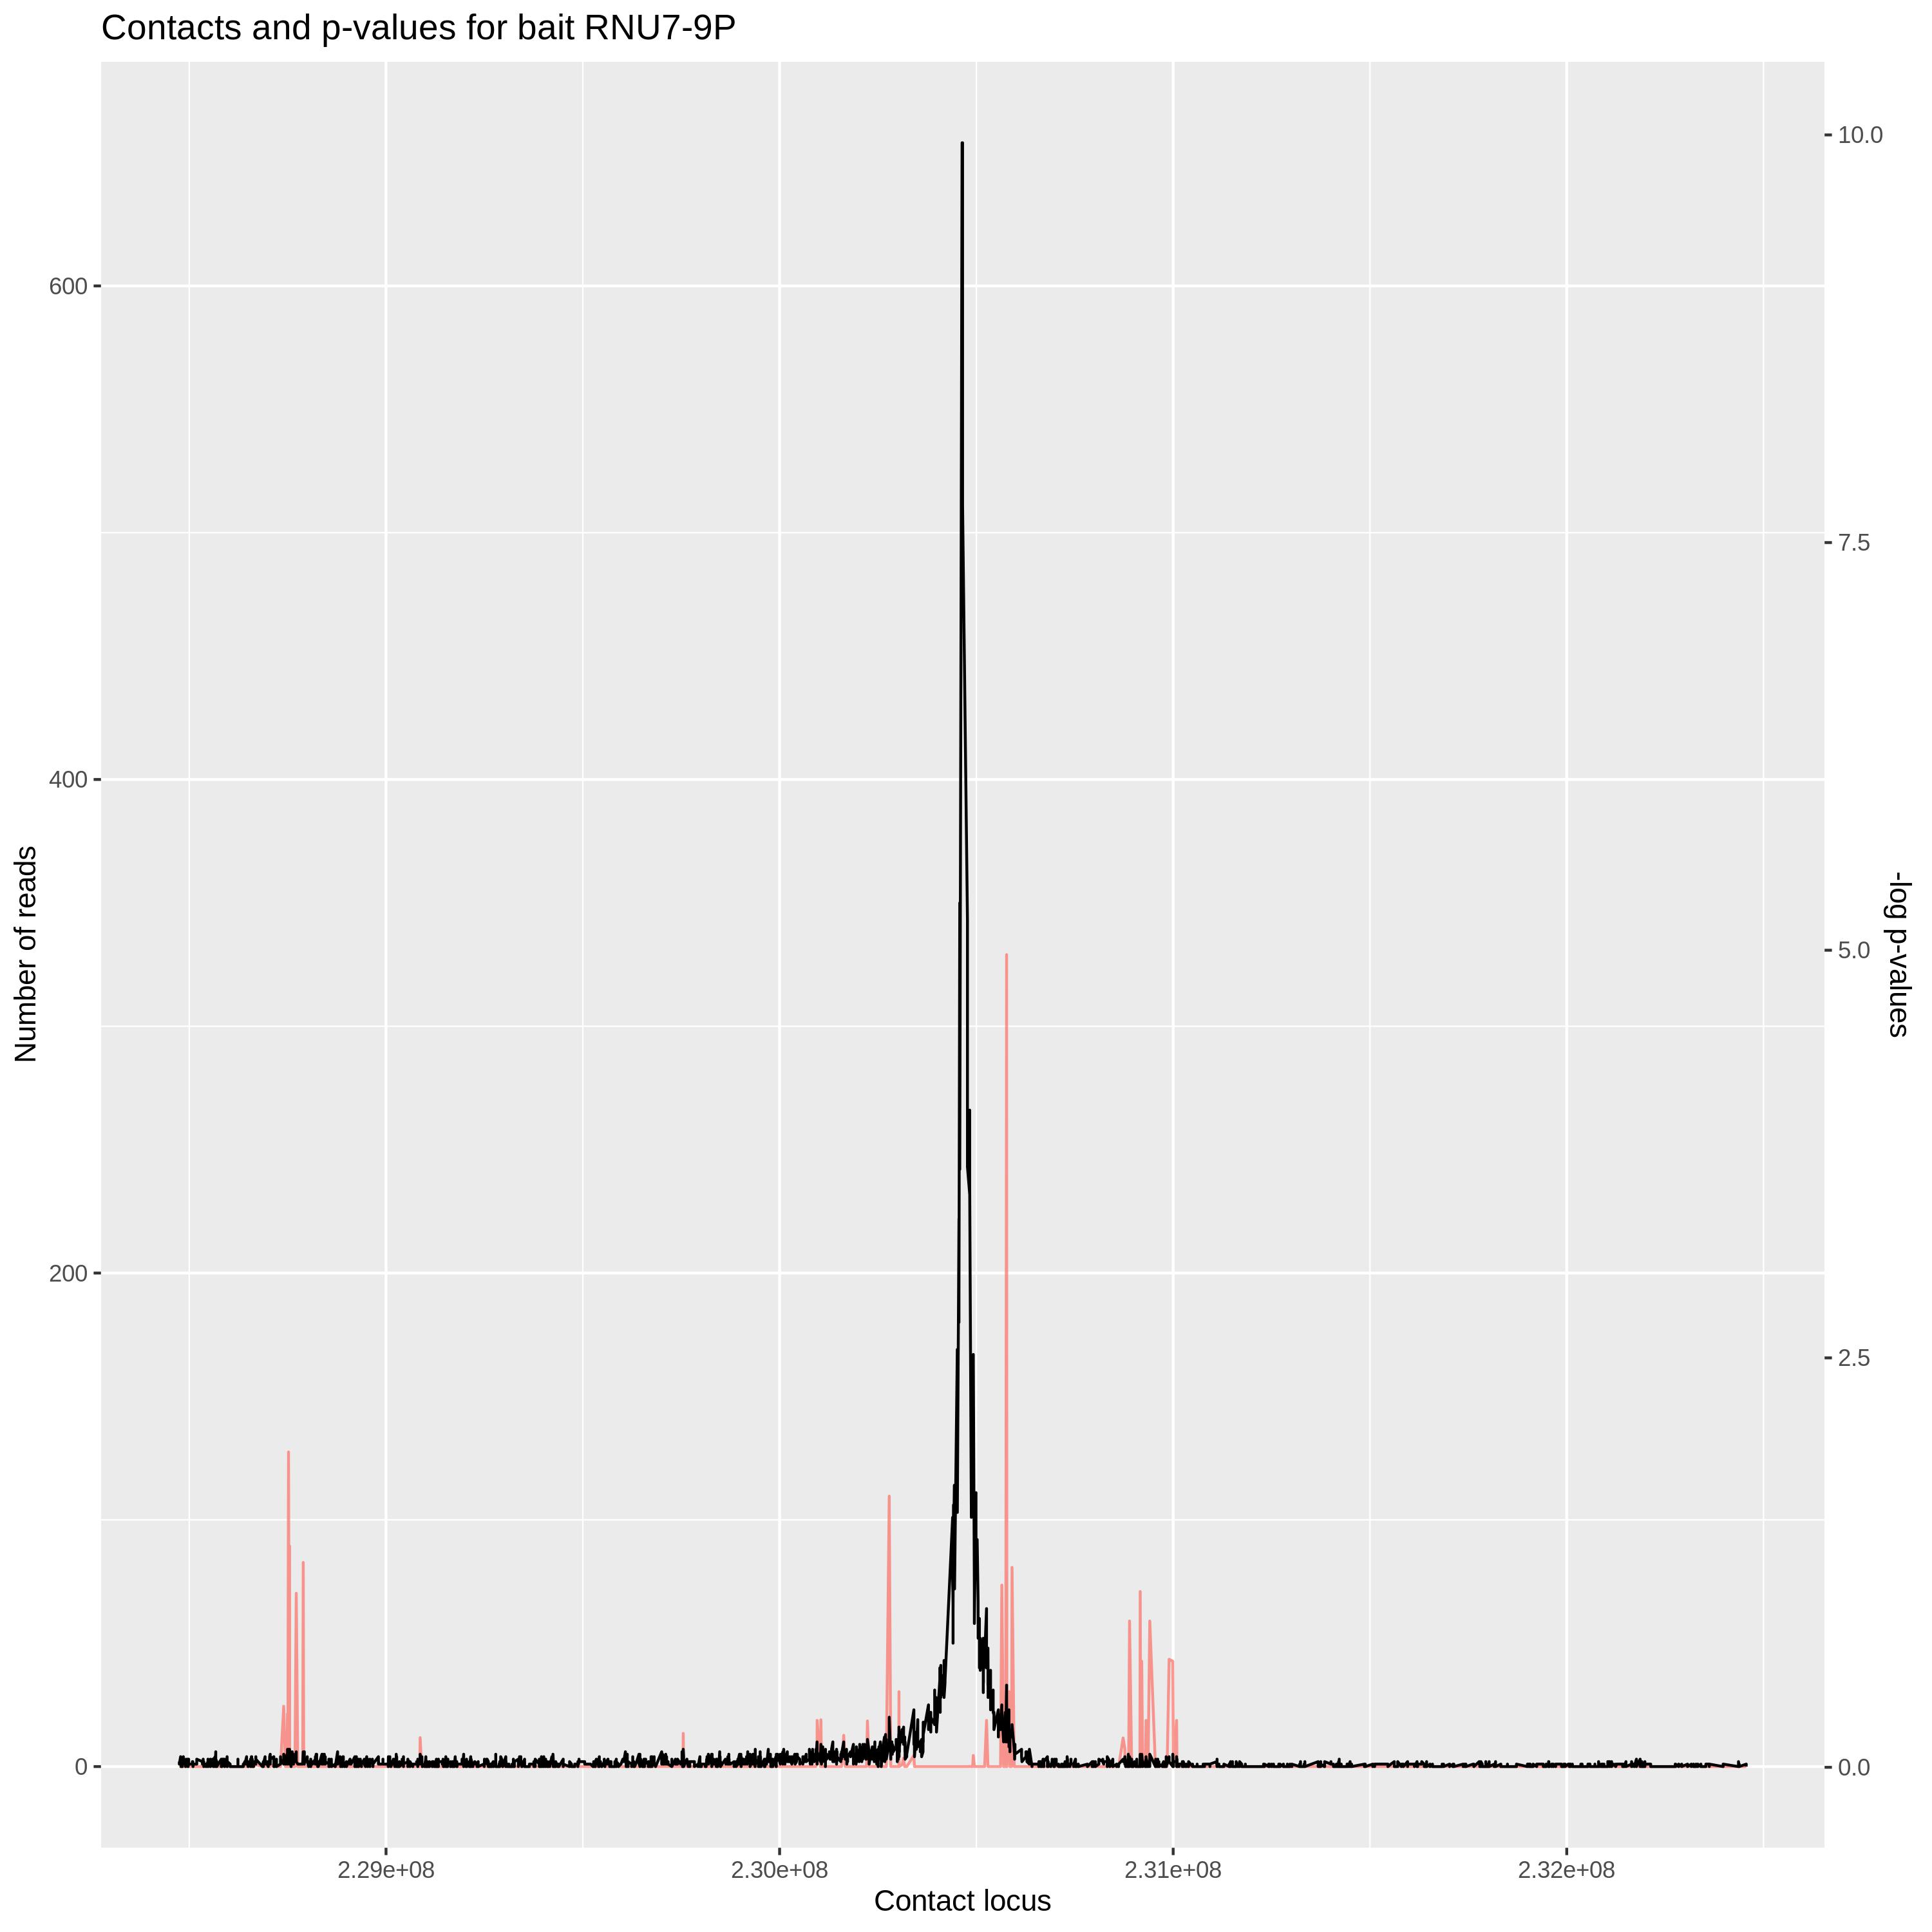 Contacts and p-values for bait RNU7-9P
10.0
600
7.5
400
5.0
Number of reads
-log p-values
200
2.5
0
0.0
2.29e+08 2.30e+08 2.31e+08 2.32e+08
Contact locus